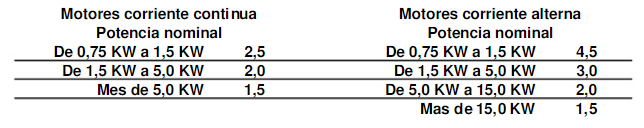 Motores corriente continua Motores corriente alterna
Potencia nominal Potencia nominal
De 0,75 KW a 1,5 KW 2,5 De 0,75 KW a 1,5 KW 4,5
De 1,5 KW a 5,0 KW 2,0 De 1,5 KW a 5,0 KW 3,0
Mes de 5,0 KW 1,5 De 5,0 KW a 15,0 KW 2,0
Mas de 15,0 KW 1,5